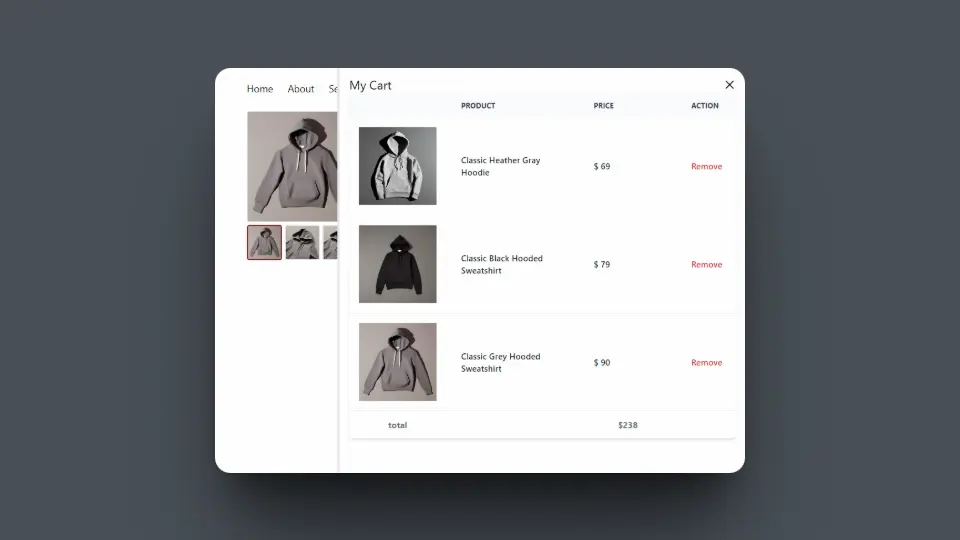 Home About Se
My Cart
PRODUCT PRICE ACTION
Classic Heather Gray
Hoodie
$ 69
Remove
Classic Black Hooded
Sweatshirt
$ 79
Remove
Classic Grey Hooded
Sweatshirt
$ 90
Remove
total $238